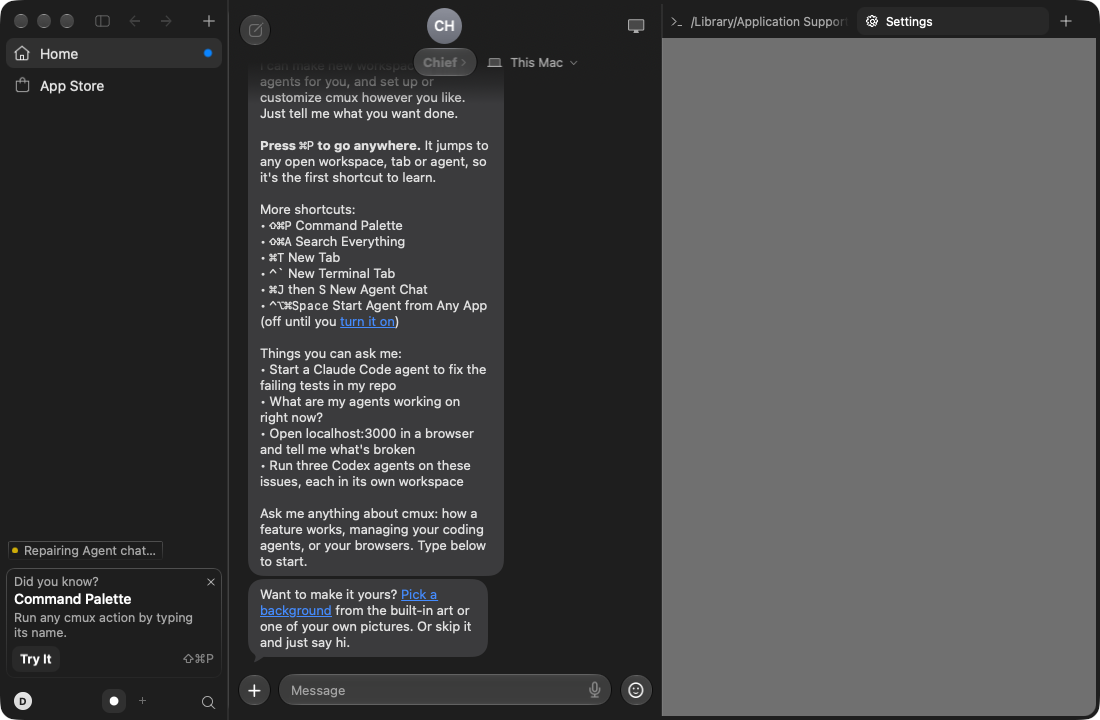 Home
App Store
Repairing Agent chat...
Did you know?
Command Palette
Run any cmux action by typing
its name.
Try It
⇧⌘P
D
CH
Chief
This Mac
I can make new workspaces
agents for you, and set up or
customize cmux however you like.
Just tell me what you want done.
Press ⌘P to go anywhere. It jumps to
any open workspace, tab or agent, so
it's the first shortcut to learn.
More shortcuts:
• ⇧⌘P Command Palette
• ⇧⌘A Search Everything
• ⌘T New Tab
• ^` New Terminal Tab
• ⌘J then S New Agent Chat
• ^⌥⌘Space Start Agent from Any App
(off until you turn it on)
Things you can ask me:
• Start a Claude Code agent to fix the
failing tests in my repo
• What are my agents working on
right now?
• Open localhost:3000 in a browser
and tell me what's broken
• Run three Codex agents on these
issues, each in its own workspace
Ask me anything about cmux: how a
feature works, managing your coding
agents, or your browsers. Type below
to start.
Want to make it yours? Pick a
background from the built-in art or
one of your own pictures. Or skip it
and just say hi.
Message
/Library/Application Support
Settings